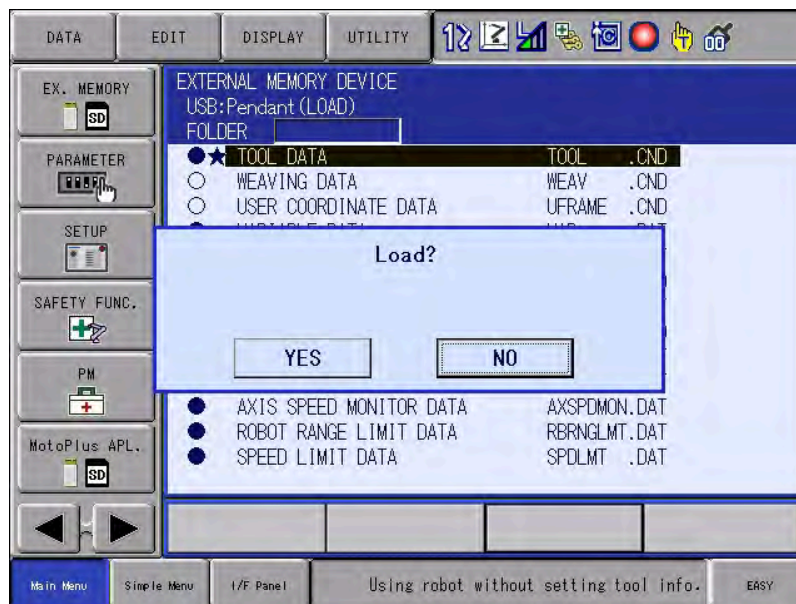 DATA
EDIT
DISPLAY
UTILITY
EX. MEMORY
SD
PARAMETER
SETUP
SAFETY FUNC.
PM
MotoPlus APL.
SD
EXTERNAL MEMORY DEVICE
USB:Pendant(LOAD)
FOLDER
TOOL DATA TOOL .CND
WEAVING DATA WEAV .CND
USER COORDINATE DATA UFRAME .CND
Load?
YES NO
AXIS SPEED MONITOR DATA AXSPDMON.DAT
ROBOT RANGE LIMIT DATA RBRNGLMT.DAT
SPEED LIMIT DATA SPDLMT .DAT
Main Menu
Simple Menu
I/F Panel
Using robot without setting tool info.
EASY